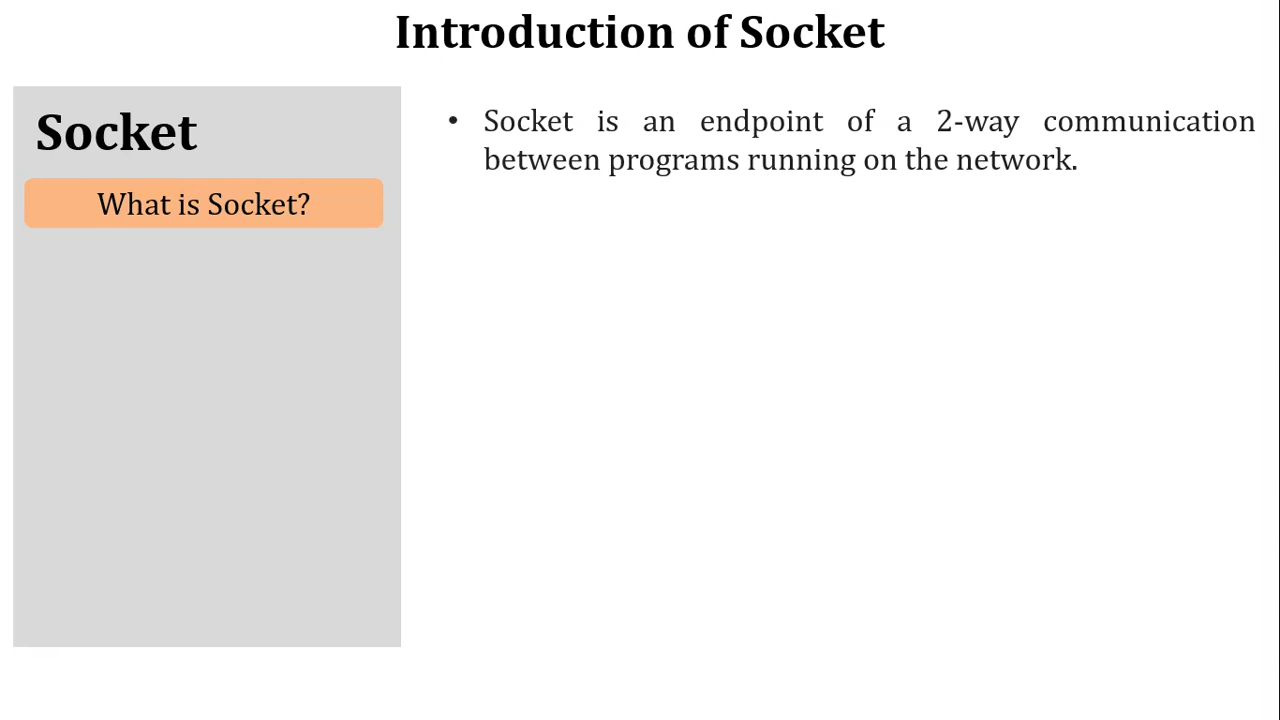 Introduction of Socket
Socket
What is Socket?
• Socket is an endpoint of a 2-way communication
between programs running on the network.